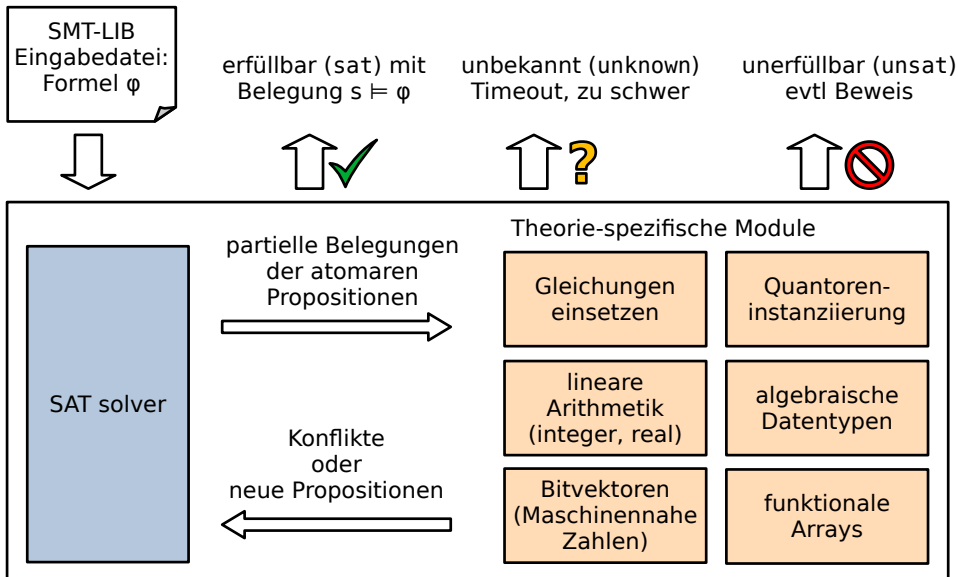 SMT-LIB
Eingabedatei:
Formel φ
erfüllbar (sat) mit
Belegung s ⊨ φ
unbekannt (unknown)
Timeout, zu schwer
unerfüllbar (unsat)
evtl Beweis
?
SAT solver
partielle Belegungen
der atomaren
Propositionen
Konflikte
oder
neue Propositionen
Theorie-spezifische Module
Gleichungen
einsetzen
Quantoren-
instanziierung
lineare
Arithmetik
(integer, real)
algebraische
Datentypen
Bitvektoren
(Maschinennahe
Zahlen)
funktionale
Arrays